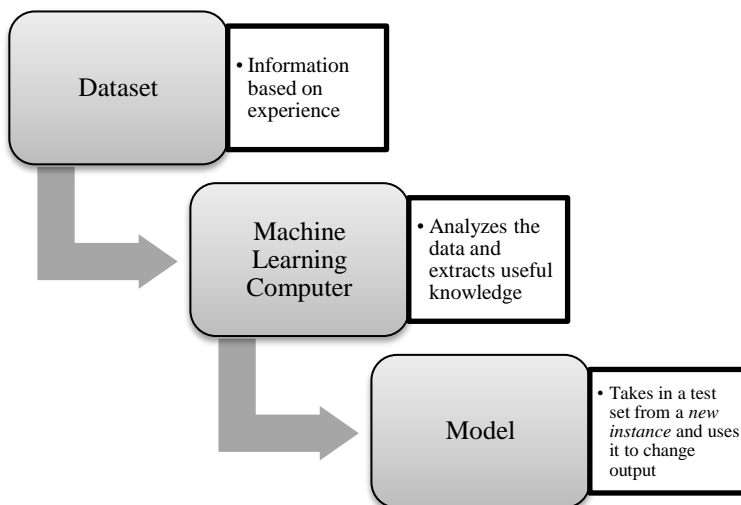 Dataset
• Information
based on
experience
Machine
Learning
Computer
• Analyzes the
data and
extracts useful
knowledge
Model
• Takes in a test
set from a new
instance and uses
it to change
output